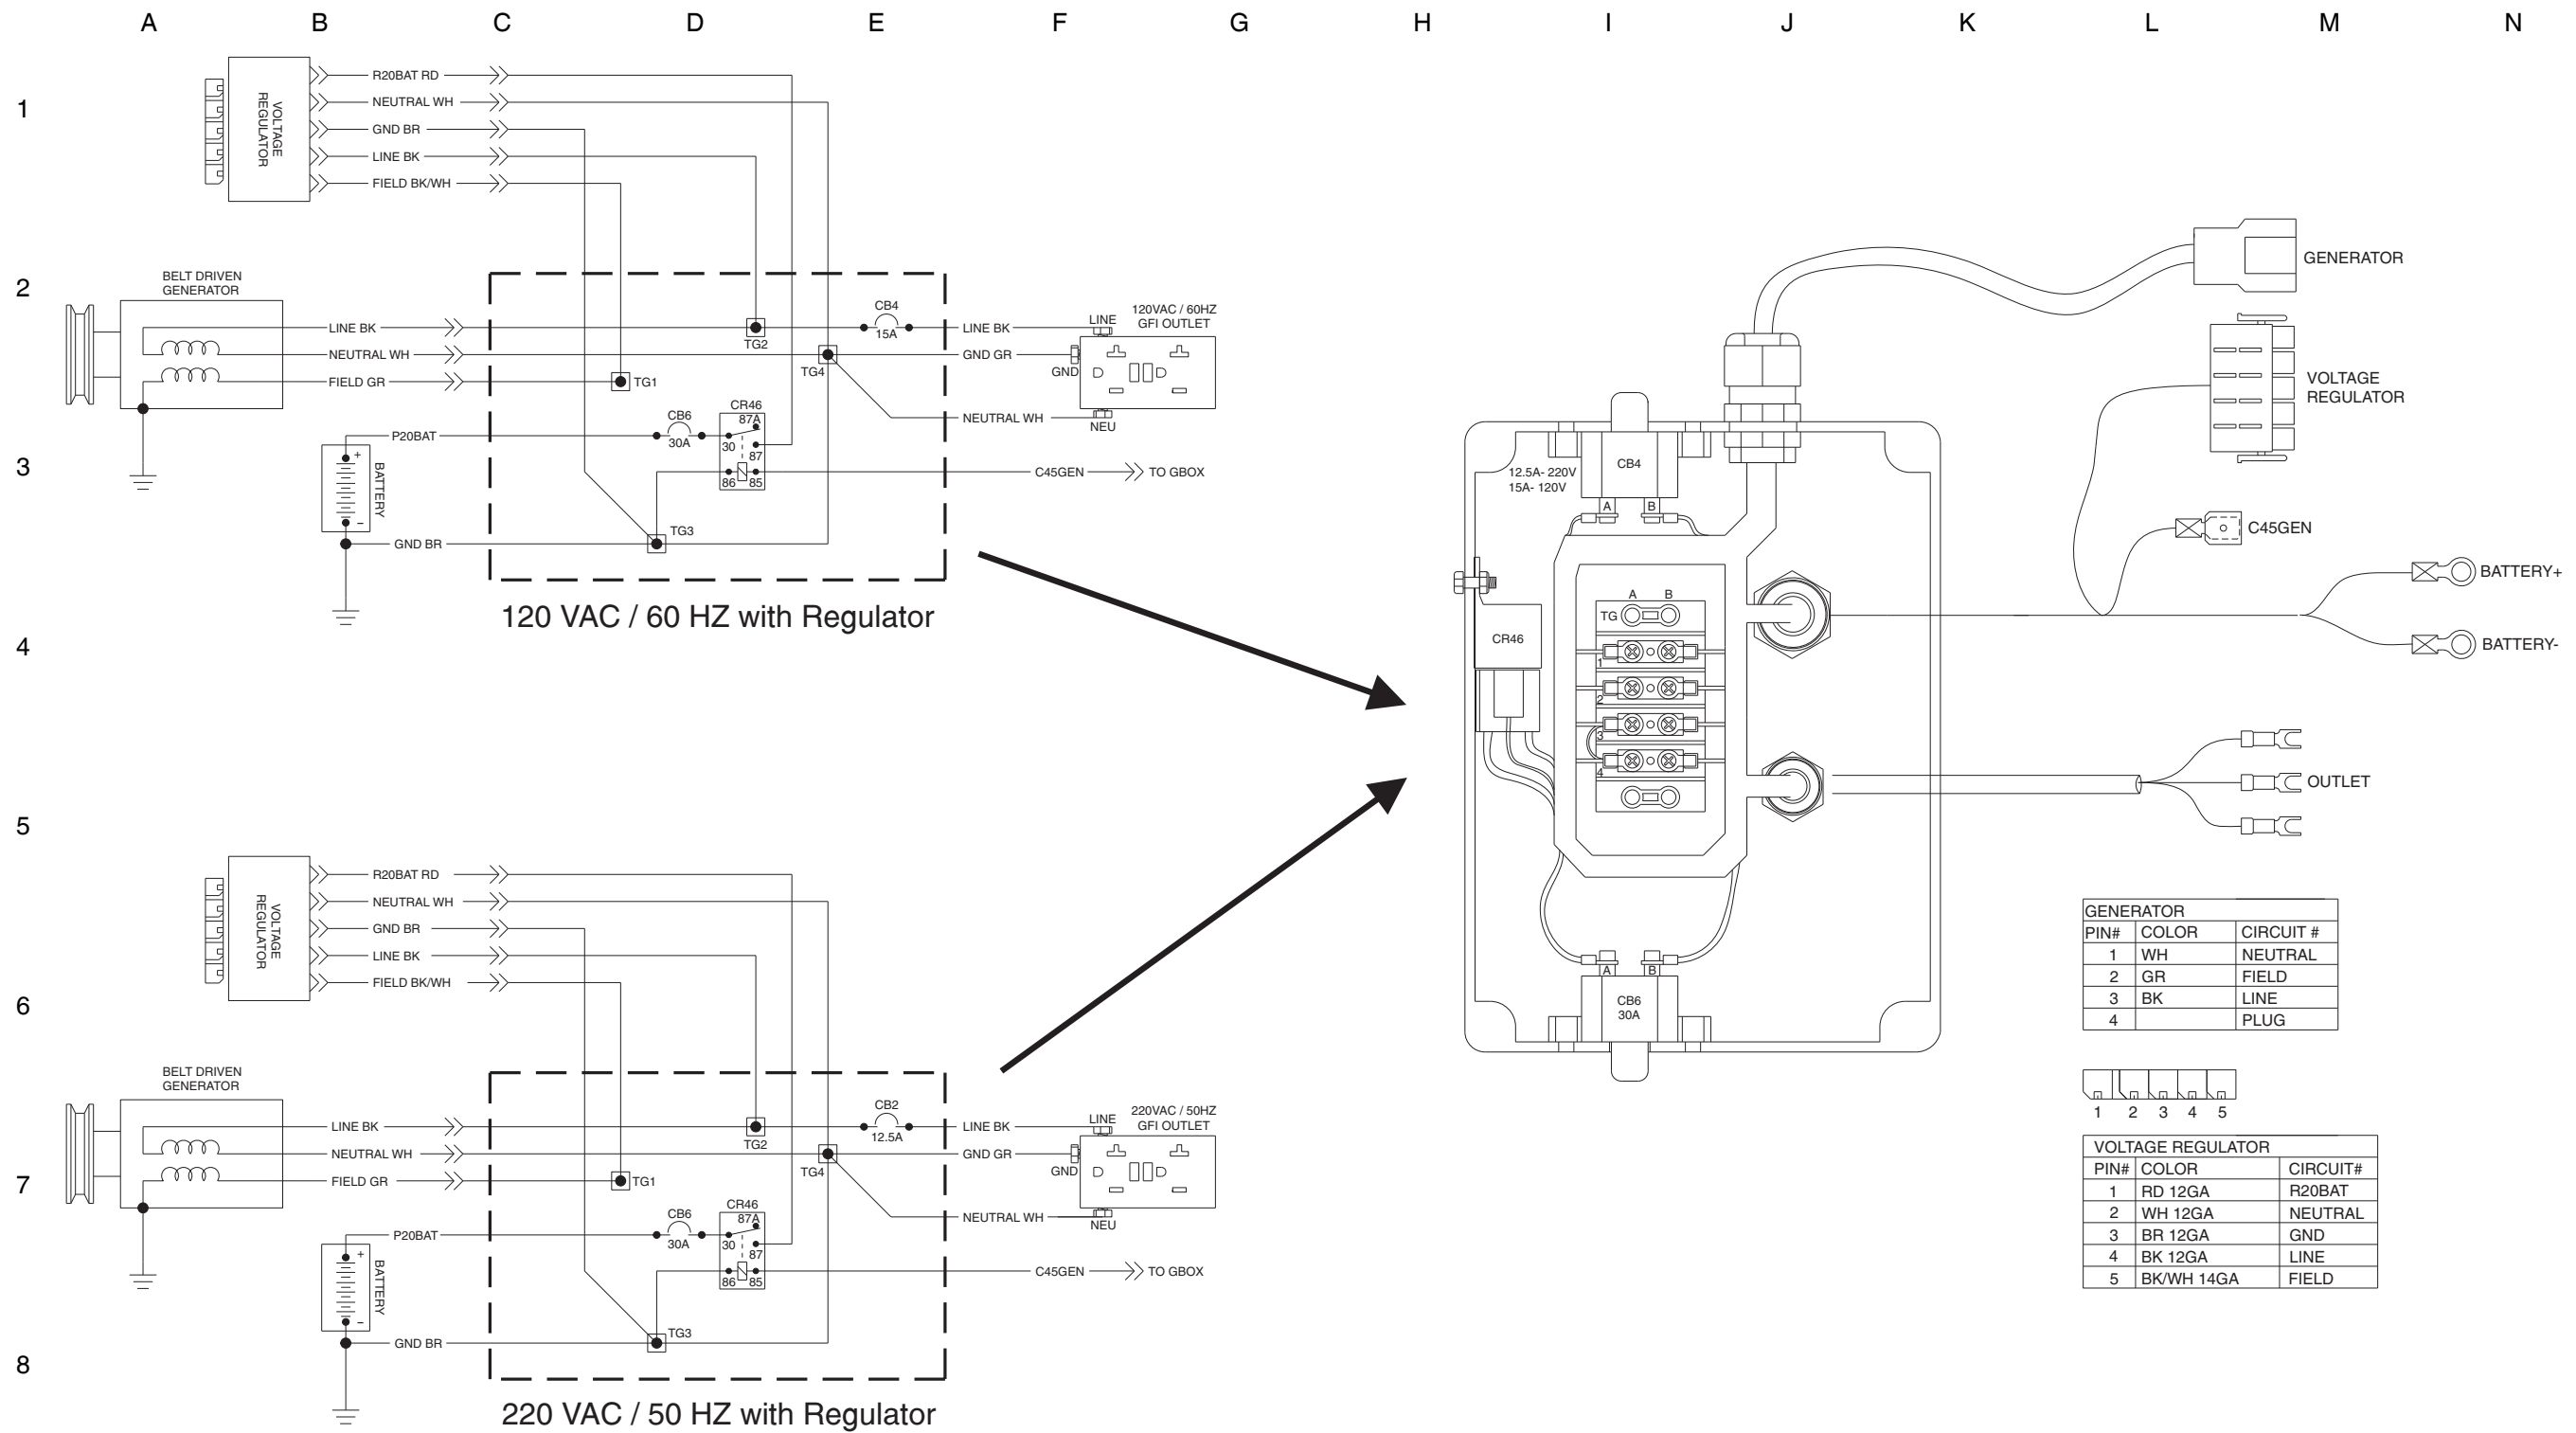 A B C D E F G H I J K L M N
1
2
3
4
5
6
7
8
VOLTAGE
REGULATOR
R20BAT RD
NEUTRAL WH
GND BR
LINE BK
FIELD BK/WH
BELT DRIVEN
GENERATOR
LINE BK
NEUTRAL WH
FIELD GR
TG2
TG4
TG1
CB4
15A
LINE BK
GND GR
NEUTRAL WH
LINE
GND
NEU
120VAC / 60HZ
GFI OUTLET
P20BAT
CB6
30A
CR46
87A
30
87
86 85
C45GEN
TO GBOX
+
BATTERY
–
GND BR
TG3
120 VAC / 60 HZ with Regulator
VOLTAGE
REGULATOR
R20BAT RD
NEUTRAL WH
GND BR
LINE BK
FIELD BK/WH
BELT DRIVEN
GENERATOR
LINE BK
NEUTRAL WH
FIELD GR
TG2
TG4
TG1
CB2
12.5A
LINE BK
GND GR
NEUTRAL WH
LINE
GND
NEU
220VAC / 50HZ
GFI OUTLET
P20BAT
CB6
30A
CR46
87A
30
87
86 85
C45GEN
TO GBOX
+
BATTERY
–
GND BR
TG3
220 VAC / 50 HZ with Regulator
CB4
12.5A- 220V
15A- 120V
A B
CR46
A B
TG
1
2
3
4
A B
CB6
30A
GENERATOR
VOLTAGE
REGULATOR
C45GEN
BATTERY+
BATTERY-
OUTLET
GENERATOR
PIN# COLOR CIRCUIT #
1 WH NEUTRAL
2 GR FIELD
3 BK LINE
4 PLUG
1 2 3 4 5
VOLTAGE REGULATOR
PIN# COLOR CIRCUIT#
1 RD 12GA R20BAT
2 WH 12GA NEUTRAL
3 BR 12GA GND
4 BK 12GA LINE
5 BK/WH 14GA FIELD